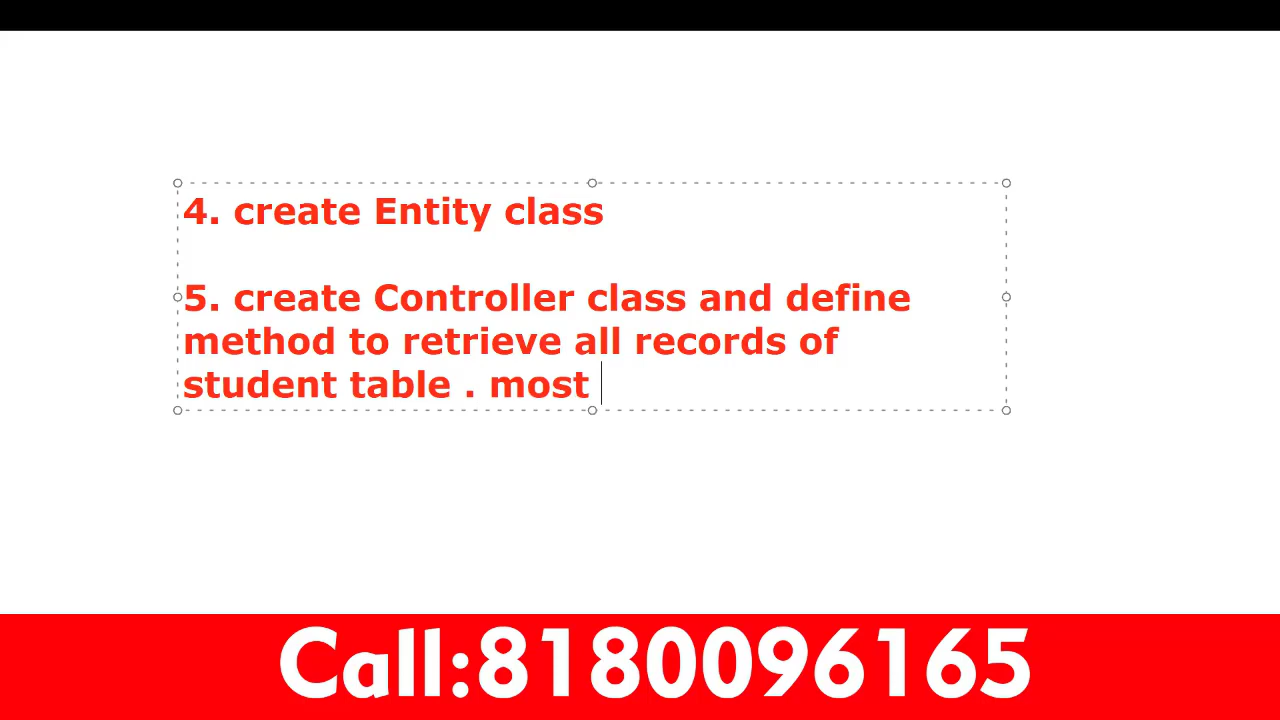 4. create Entity class
5. create Controller class and define
method to retrieve all records of
student table . most
Call:8180096165